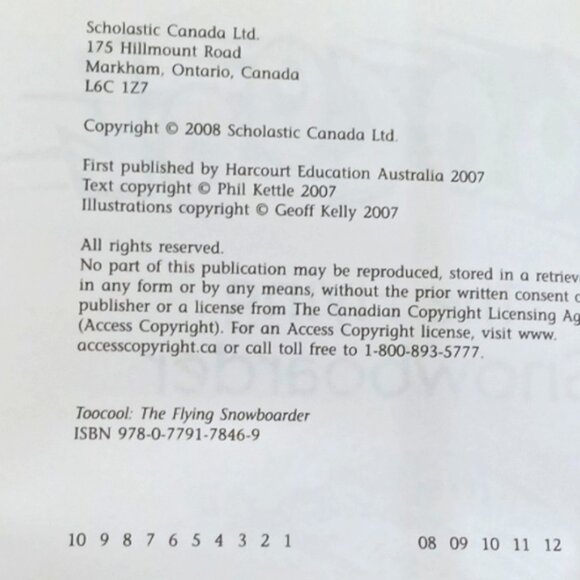 Scholastic Canada Ltd.
175 Hillmount Road
Markham, Ontario, Canada
L6C 1Z7
Copyright © 2008 Scholastic Canada Ltd.
First published by Harcourt Education Australia 2007
Text copyright © Phil Kettle 2007
Illustrations copyright © Geoff Kelly 2007
All rights reserved.
No part of this publication may be reproduced, stored in a retrieva
in any form or by any means, without the prior written consent o
publisher or a license from The Canadian Copyright Licensing Ag
(Access Copyright). For an Access Copyright license, visit www.
accesscopyright.ca or call toll free to 1-800-893-5777.
Toocool: The Flying Snowboarder
ISBN 978-0-7791-7846-9
10 9 8 7 6 5 4 3 2 1 08 09 10 11 12